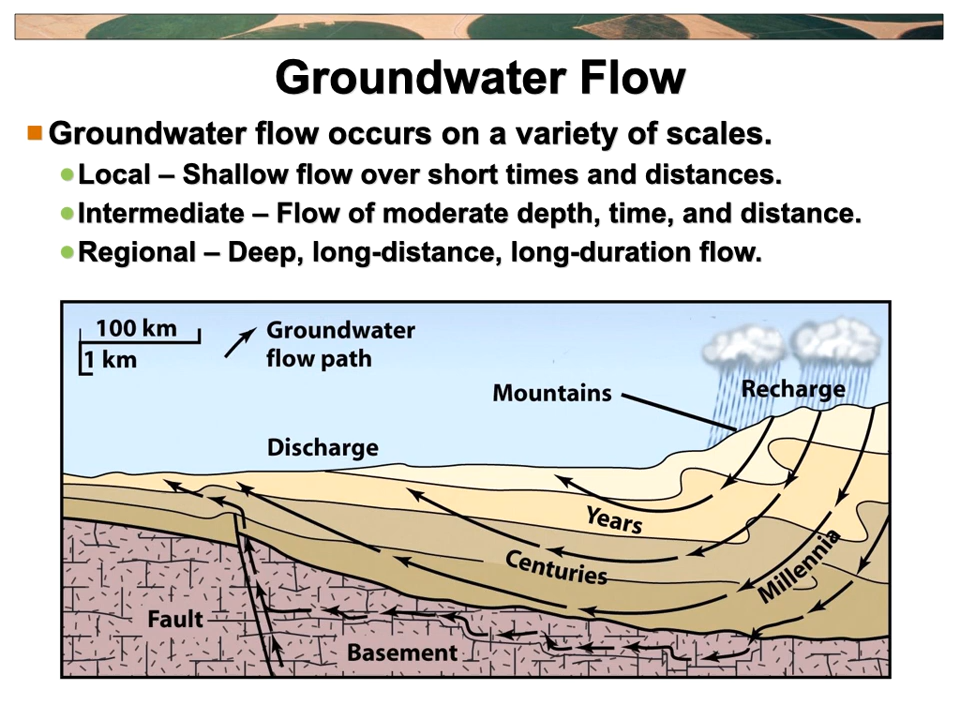 Groundwater Flow
Groundwater flow occurs on a variety of scales.
Local – Shallow flow over short times and distances.
Intermediate – Flow of moderate depth, time, and distance.
Regional – Deep, long-distance, long-duration flow.
100 km
1 km
Groundwater
flow path
Mountains
Recharge
Discharge
Years
Centuries
Millennia
Fault
Basement